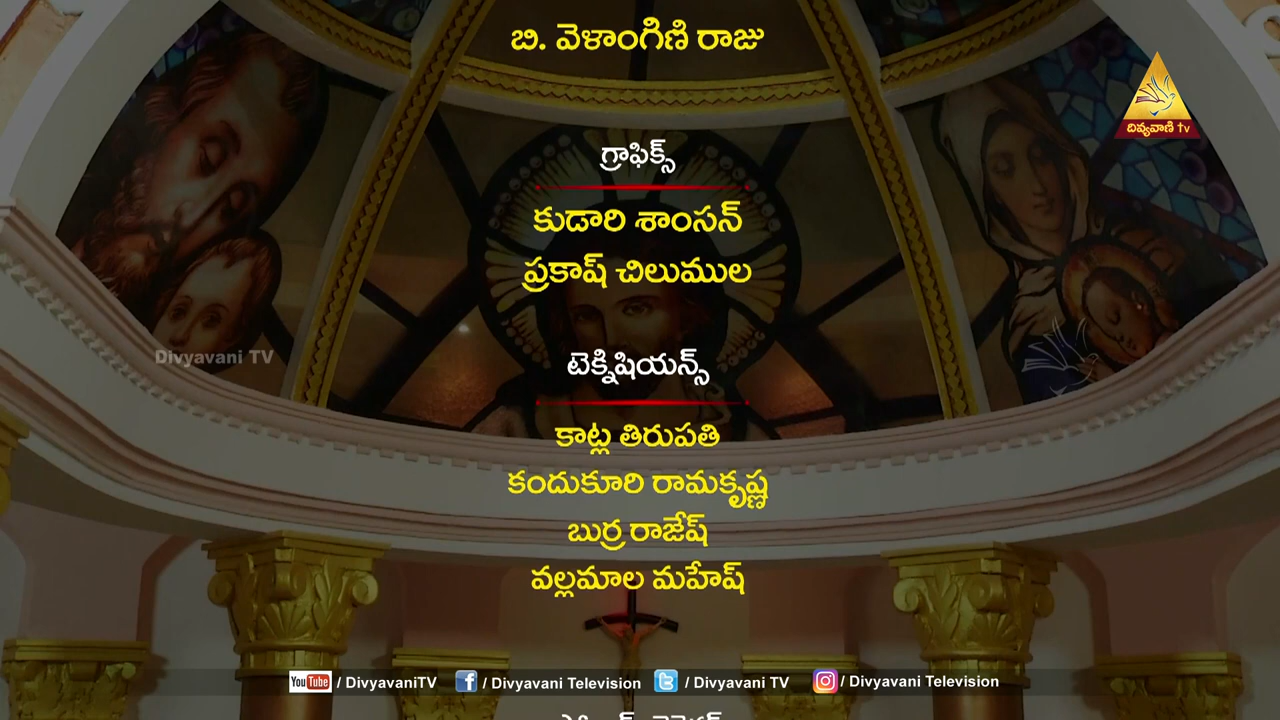 బి. వెళాంగిణి రాజు
దివ్యవాణి tv
గ్రాఫిక్స్
కుడారి శాంసన్
ప్రకాష్ చిలుముల
Divyavani TV
టెక్నిషియన్స్
కాట్ల తిరుపతి
కందుకూరి రామకృష్ణ
బుర్ర రాజేష్
వల్లమాల మహేష్
YouTube / DivyavaniTV / Divyavani Television / Divyavani TV / Divyavani Television